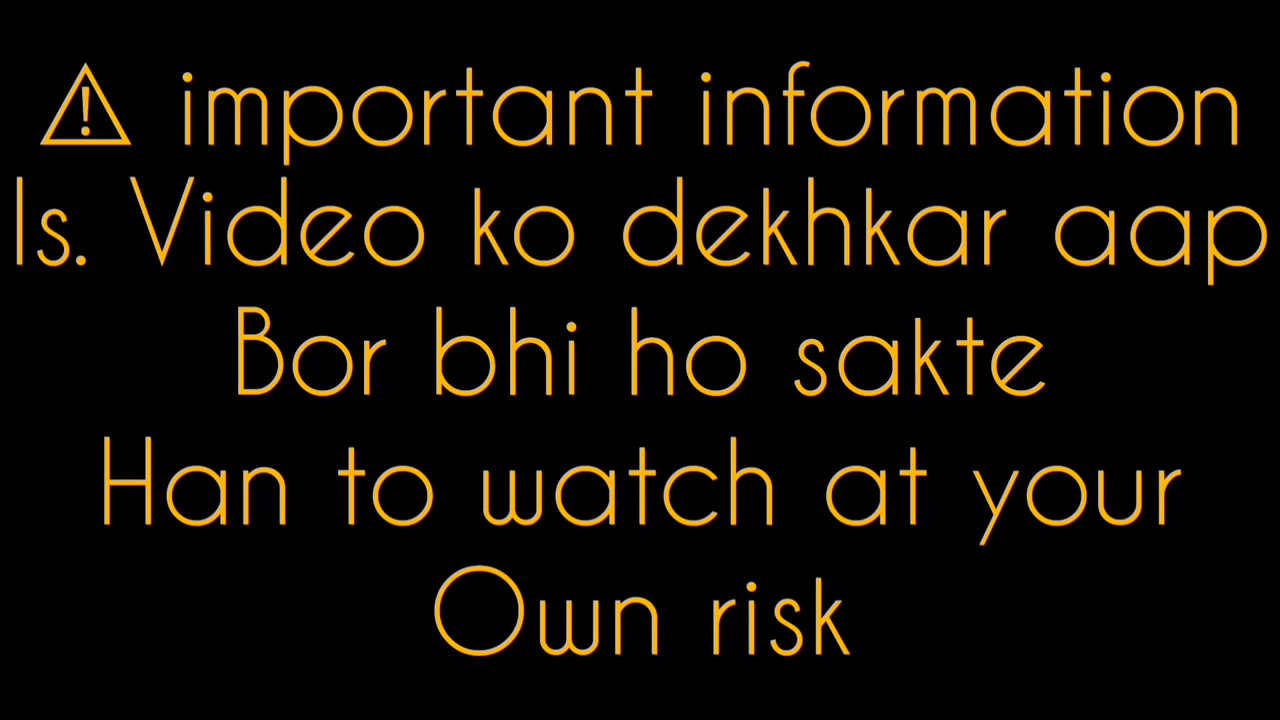 ⚠ important information
Is. Video ko dekhkar aap
Bor bhi ho sakte
Han to watch at your
Own risk